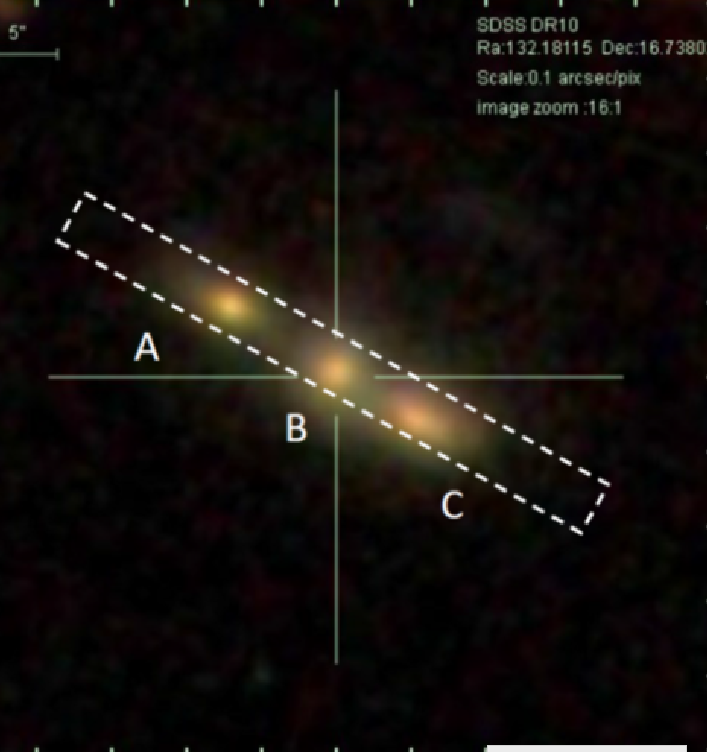 5"
SDSS DR10
Ra:132.18115 Dec:16.7380
Scale:0.1 arcsec/pix
image zoom :16:1
A
B
C